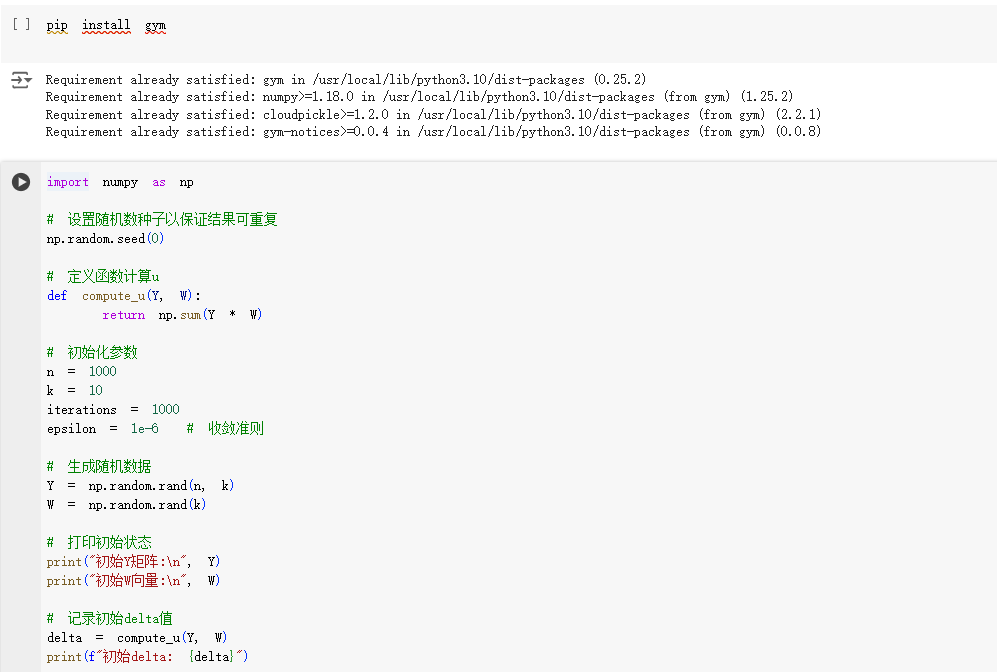 [ ] pip install gym
Requirement already satisfied: gym in /usr/local/lib/python3.10/dist-packages (0.25.2)
Requirement already satisfied: numpy>=1.18.0 in /usr/local/lib/python3.10/dist-packages (from gym) (1.25.2)
Requirement already satisfied: cloudpickle>=1.2.0 in /usr/local/lib/python3.10/dist-packages (from gym) (2.2.1)
Requirement already satisfied: gym-notices>=0.0.4 in /usr/local/lib/python3.10/dist-packages (from gym) (0.0.8)
import numpy as np
# 设置随机数种子以保证结果可重复
np.random.seed(0)
# 定义函数计算u
def compute_u(Y, W):
return np.sum(Y * W)
# 初始化参数
n = 1000
k = 10
iterations = 1000
epsilon = 1e-6 # 收敛准则
# 生成随机数据
Y = np.random.rand(n, k)
W = np.random.rand(k)
# 打印初始状态
print("初始Y矩阵:\n", Y)
print("初始W向量:\n", W)
# 记录初始delta值
delta = compute_u(Y, W)
print(f"初始delta: {delta}")